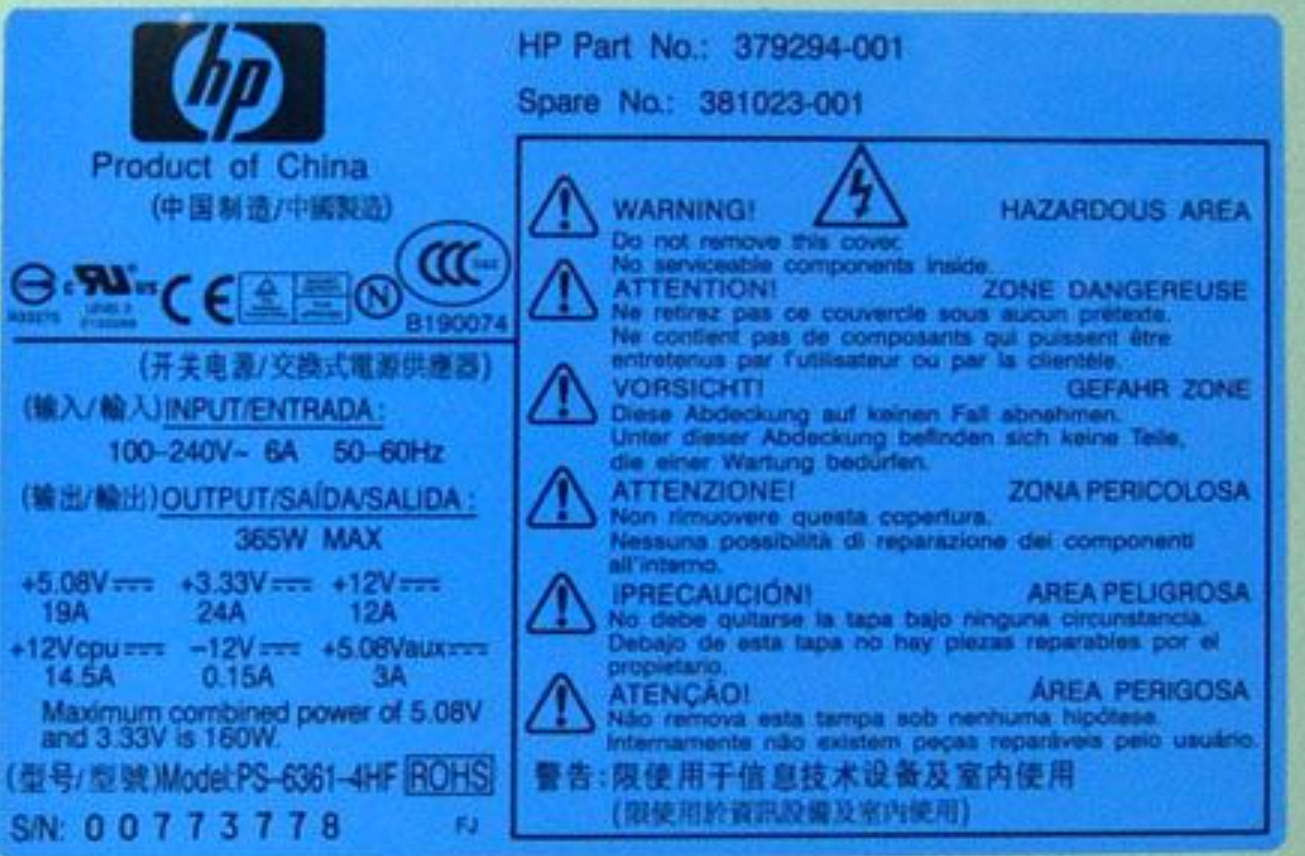 hp
HP Part No.: 379294-001
Spare No.: 381023-001
Product of China
(中国制造/中國製造)
c us
CE
N
CCC
B190074
(开关电源/交換式電源供應器)
(输入/輸入)INPUT/ENTRADA:
100-240V~ 6A 50-60Hz
(输出/輸出)OUTPUT/SAÍDA/SALIDA:
365W MAX
+5.08V +3.33V +12V
19A 24A 12A
+12Vcpu -12V +5.08Vaux
14.5A 0.15A 3A
Maximum combined power of 5.08V
and 3.33V is 160W.
(型号/型號)Model:PS-6361-4HF ROHS
S/N: 00773778 FJ
WARNING! HAZARDOUS AREA
Do not remove this cover.
No serviceable components inside.
ATTENTION! ZONE DANGEREUSE
Ne retirez pas ce couvercle sous aucun prétexte.
Ne contient pas de composants qui puissent être
entretenus par l'utilisateur ou par la clientèle.
VORSICHT! GEFAHR ZONE
Diese Abdeckung auf keinen Fall abnehmen.
Unter dieser Abdeckung befinden sich keine Teile,
die einer Wartung bedürfen.
ATTENZIONE! ZONA PERICOLOSA
Non rimuovere questa copertura.
Nessuna possibilità di reparazione dei componenti
all'interno.
¡PRECAUCIÓN! AREA PELIGROSA
No debe quitarse la tapa bajo ninguna circunstancia.
Debajo de esta tapa no hay piezas reparables por el
propietario.
ATENÇÃO! ÁREA PERIGOSA
Não remova esta tampa sob nenhuma hipótese.
Internamente não existem peças reparáveis pelo usuário.
警告:限使用于信息技术设备及室内使用
(限使用於資訊設備及室內使用)